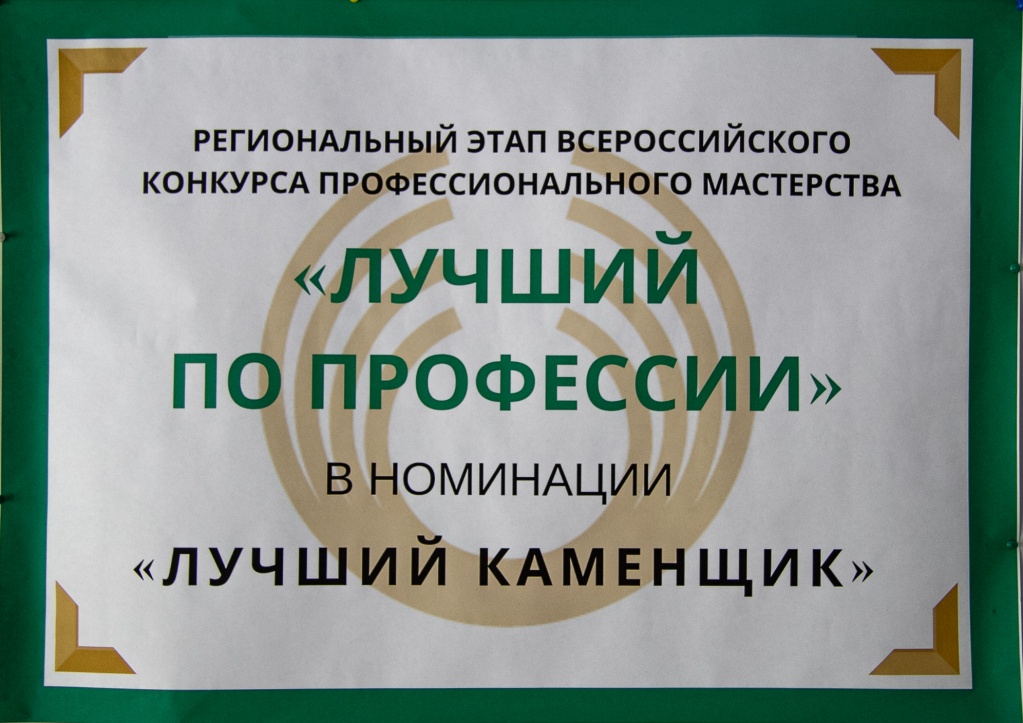 РЕГИОНАЛЬНЫЙ ЭТАП ВСЕРОССИЙСКОГО
КОНКУРСА ПРОФЕССИОНАЛЬНОГО МАСТЕРСТВА
«ЛУЧШИЙ
ПО ПРОФЕССИИ»
В НОМИНАЦИИ
«ЛУЧШИЙ КАМЕНЩИК»